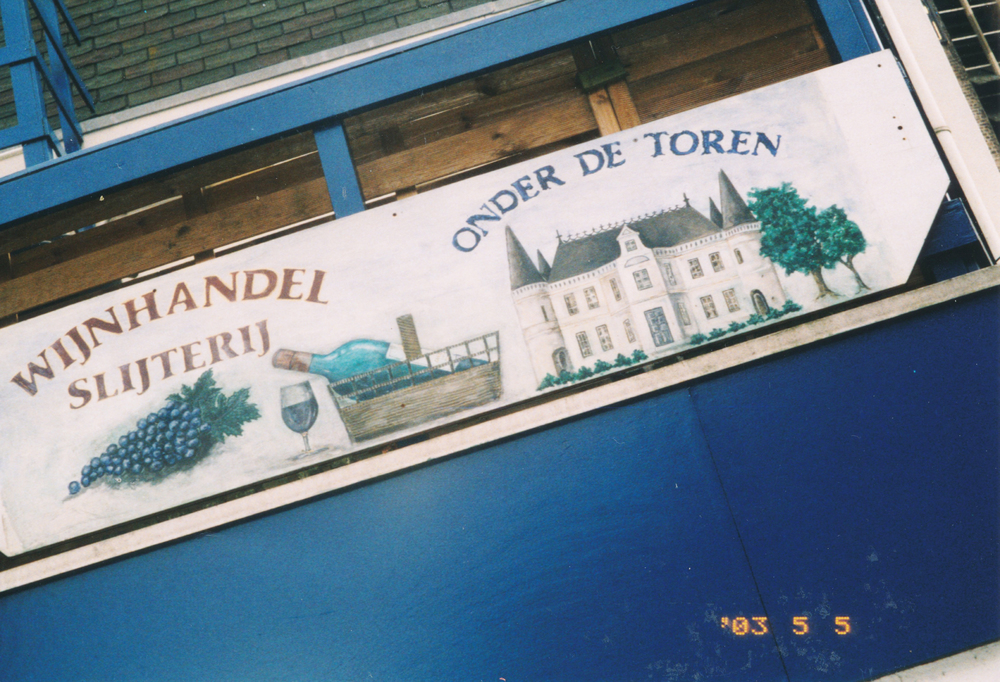 WIJNHANDEL
SLIJTERIJ
ONDER DE TOREN
'03 5 5